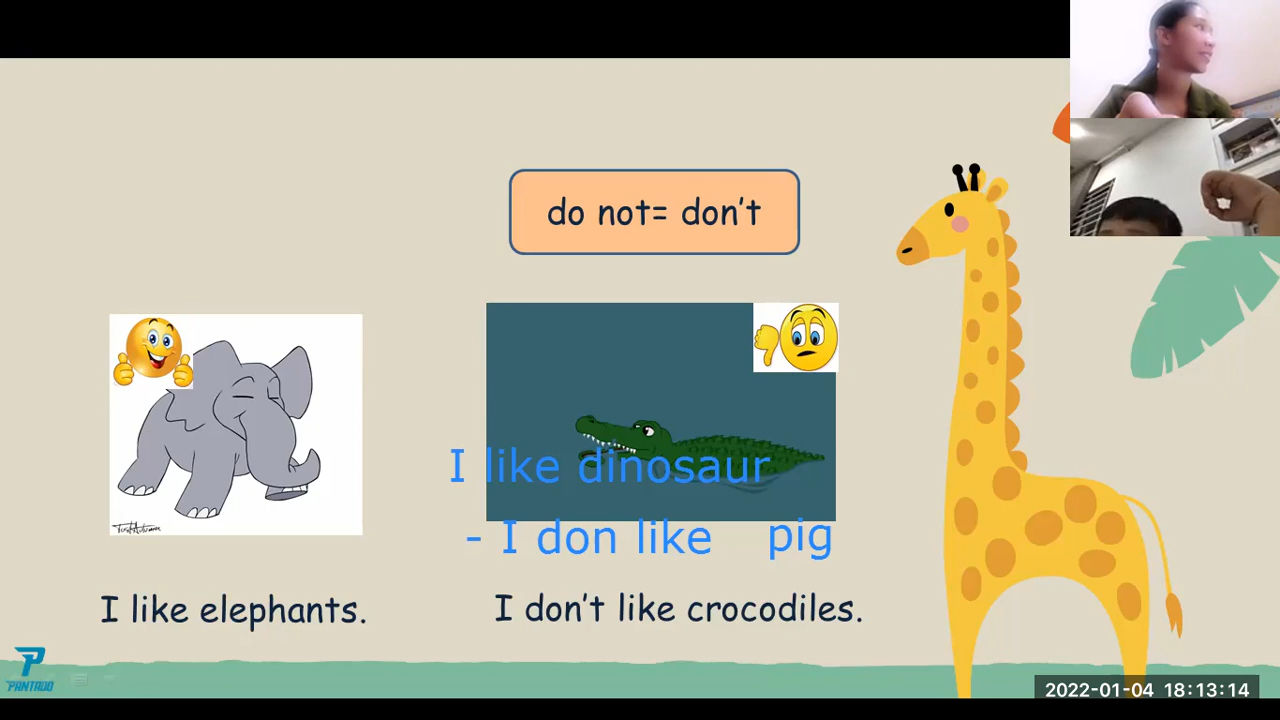 do not= don't
I like dinosaur
- I don like pig
I like elephants.
I don't like crocodiles.
PANTADO
2022-01-04 18:13:14